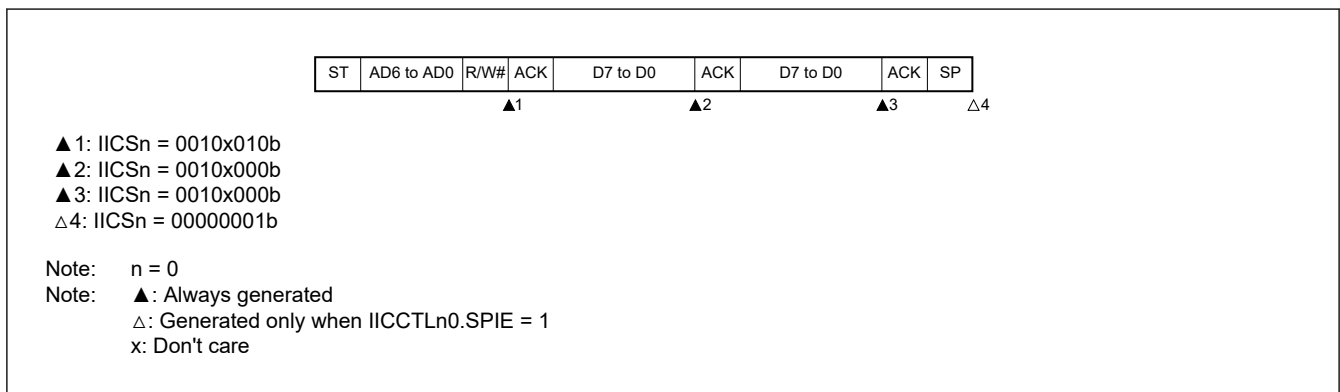 ST AD6 to AD0 R/W# ACK D7 to D0 ACK D7 to D0 ACK SP
▲1 ▲2 ▲3 △4
▲1: IICSn = 0010x010b
▲2: IICSn = 0010x000b
▲3: IICSn = 0010x000b
△4: IICSn = 00000001b
Note: n = 0
Note: ▲: Always generated
△: Generated only when IICCTLn0.SPIE = 1
x: Don't care